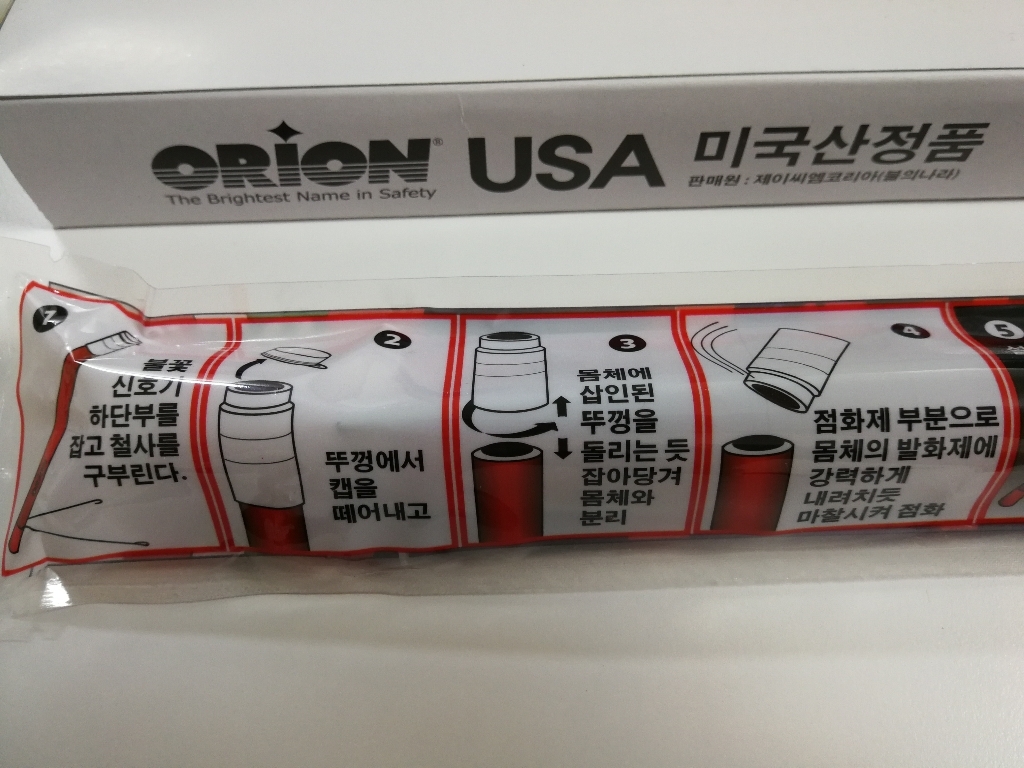 ORION®
The Brightest Name in Safety
USA
미국산정품
판매원 : 제이씨엠코리아(불의나라)
1
불꽃
신호기
하단부를
잡고 철사를
구부린다.
2
뚜껑에서
캡을
떼어내고
3
몸체에
삽인된
뚜껑을
돌리는 듯
잡아당겨
몸체와
분리
4
점화제 부분으로
몸체의 발화제에
강력하게
내려치듯
마찰시켜 점화
5